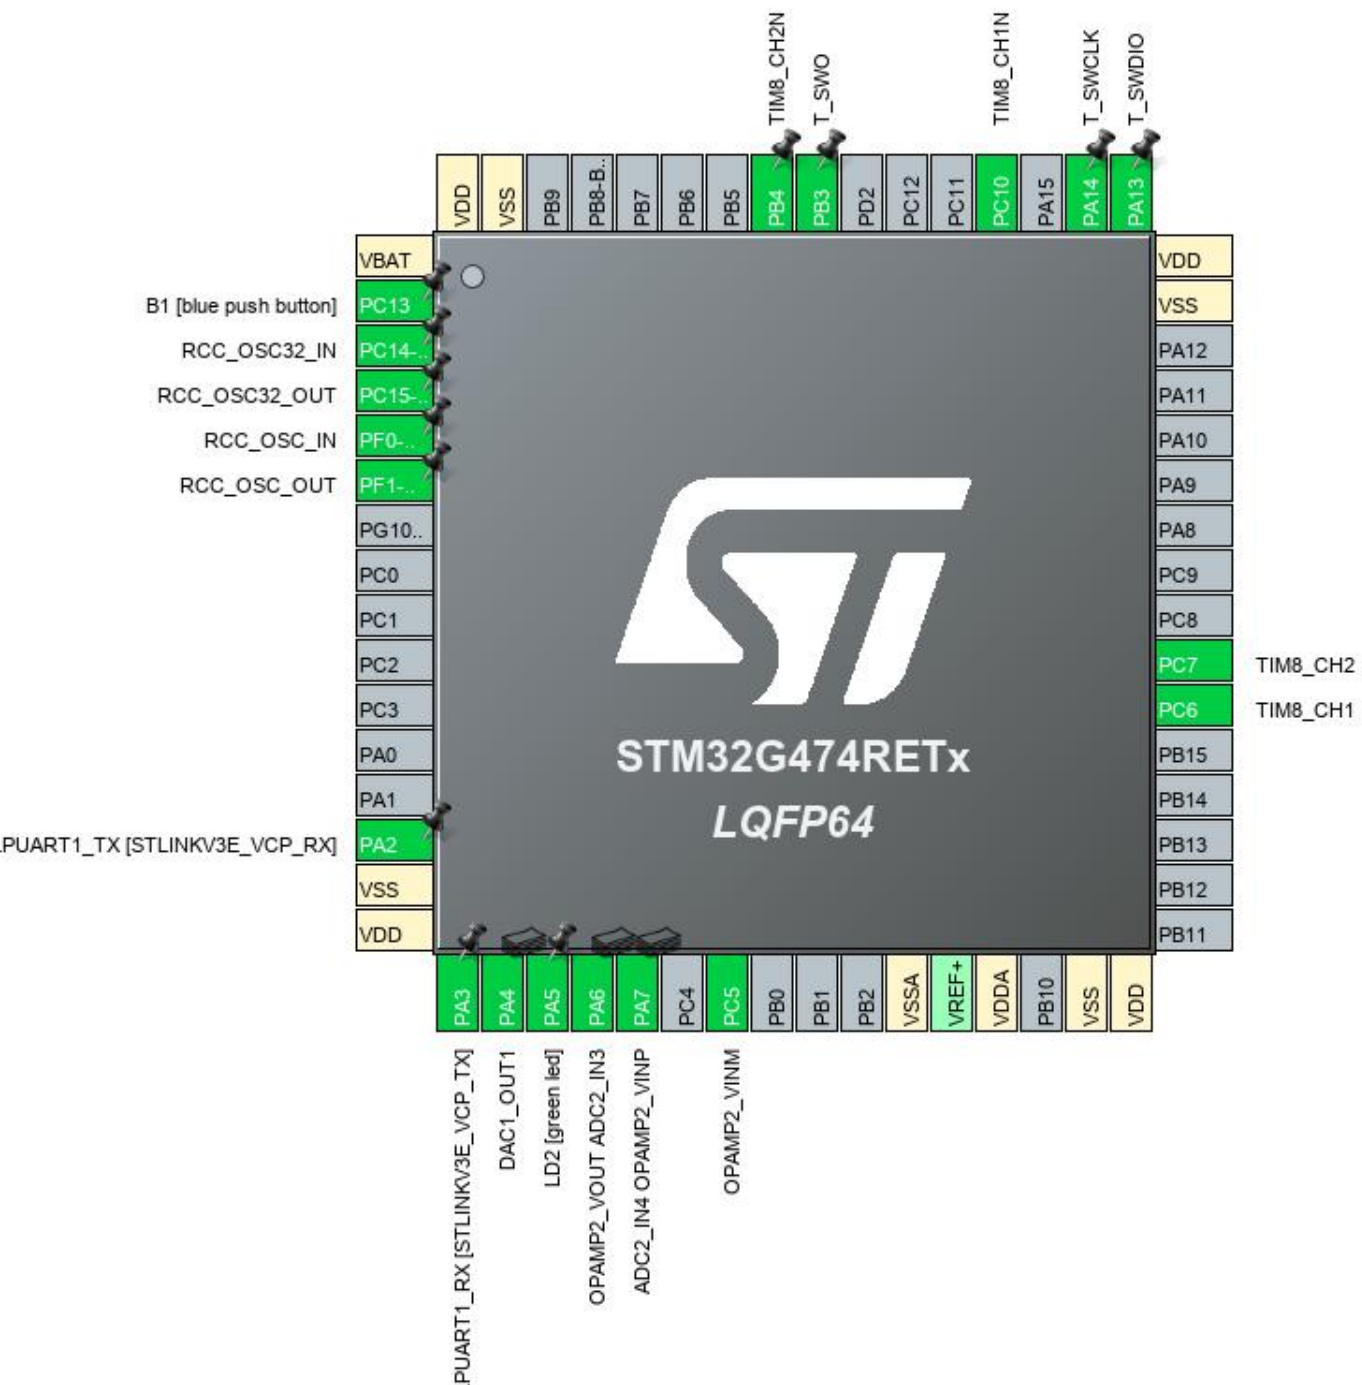 TIM8_CH2N
T_SWO
TIM8_CH1N
T_SWCLK
T_SWDIO
VDD
VSS
PB9
PB8-B..
PB7
PB6
PB5
PB4
PB3
PD2
PC12
PC11
PC10
PA15
PA14
PA13
VBAT
B1 [blue push button] PC13
RCC_OSC32_IN PC14-..
RCC_OSC32_OUT PC15-..
RCC_OSC_IN PF0-..
RCC_OSC_OUT PF1-..
PG10..
PC0
PC1
PC2
PC3
PA0
PA1
PUART1_TX [STLINKV3E_VCP_RX] PA2
VSS
VDD
VDD
VSS
PA12
PA11
PA10
PA9
PA8
PC9
PC8
PC7 TIM8_CH2
PC6 TIM8_CH1
PB15
PB14
PB13
PB12
PB11
ST
STM32G474RETx
LQFP64
PA3
PA4
PA5
PA6
PA7
PC4
PC5
PB0
PB1
PB2
VSSA
VREF+
VDDA
PB10
VSS
VDD
PUART1_RX [STLINKV3E_VCP_TX]
DAC1_OUT1
LD2 [green led]
OPAMP2_VOUT ADC2_IN3
ADC2_IN4 OPAMP2_VINP
OPAMP2_VINM